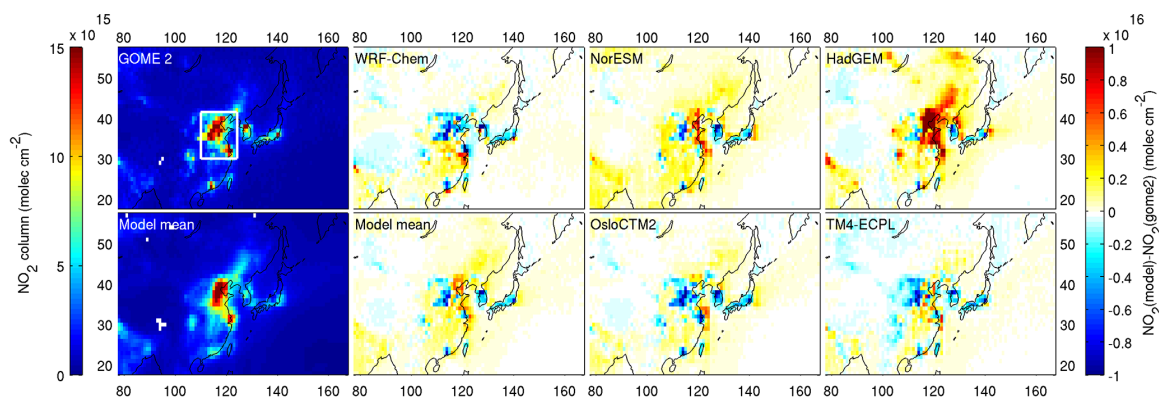 15
x 10
80 100 120 140 160
80 100 120 140 160
80 100 120 140 160
80 100 120 140 160
16
x 10
15
10
5
0
NO2 column (molec cm-2)
GOME 2
WRF-Chem
NorESM
HadGEM
50
40
30
20
50
40
30
20
Model mean
Model mean
OsloCTM2
TM4-ECPL
50
40
30
20
50
40
30
20
80 100 120 140 160
80 100 120 140 160
80 100 120 140 160
80 100 120 140 160
1
0.8
0.6
0.4
0.2
0
-0.2
-0.4
-0.6
-0.8
-1
NO2(model)-NO2(gome2) (molec cm-2)